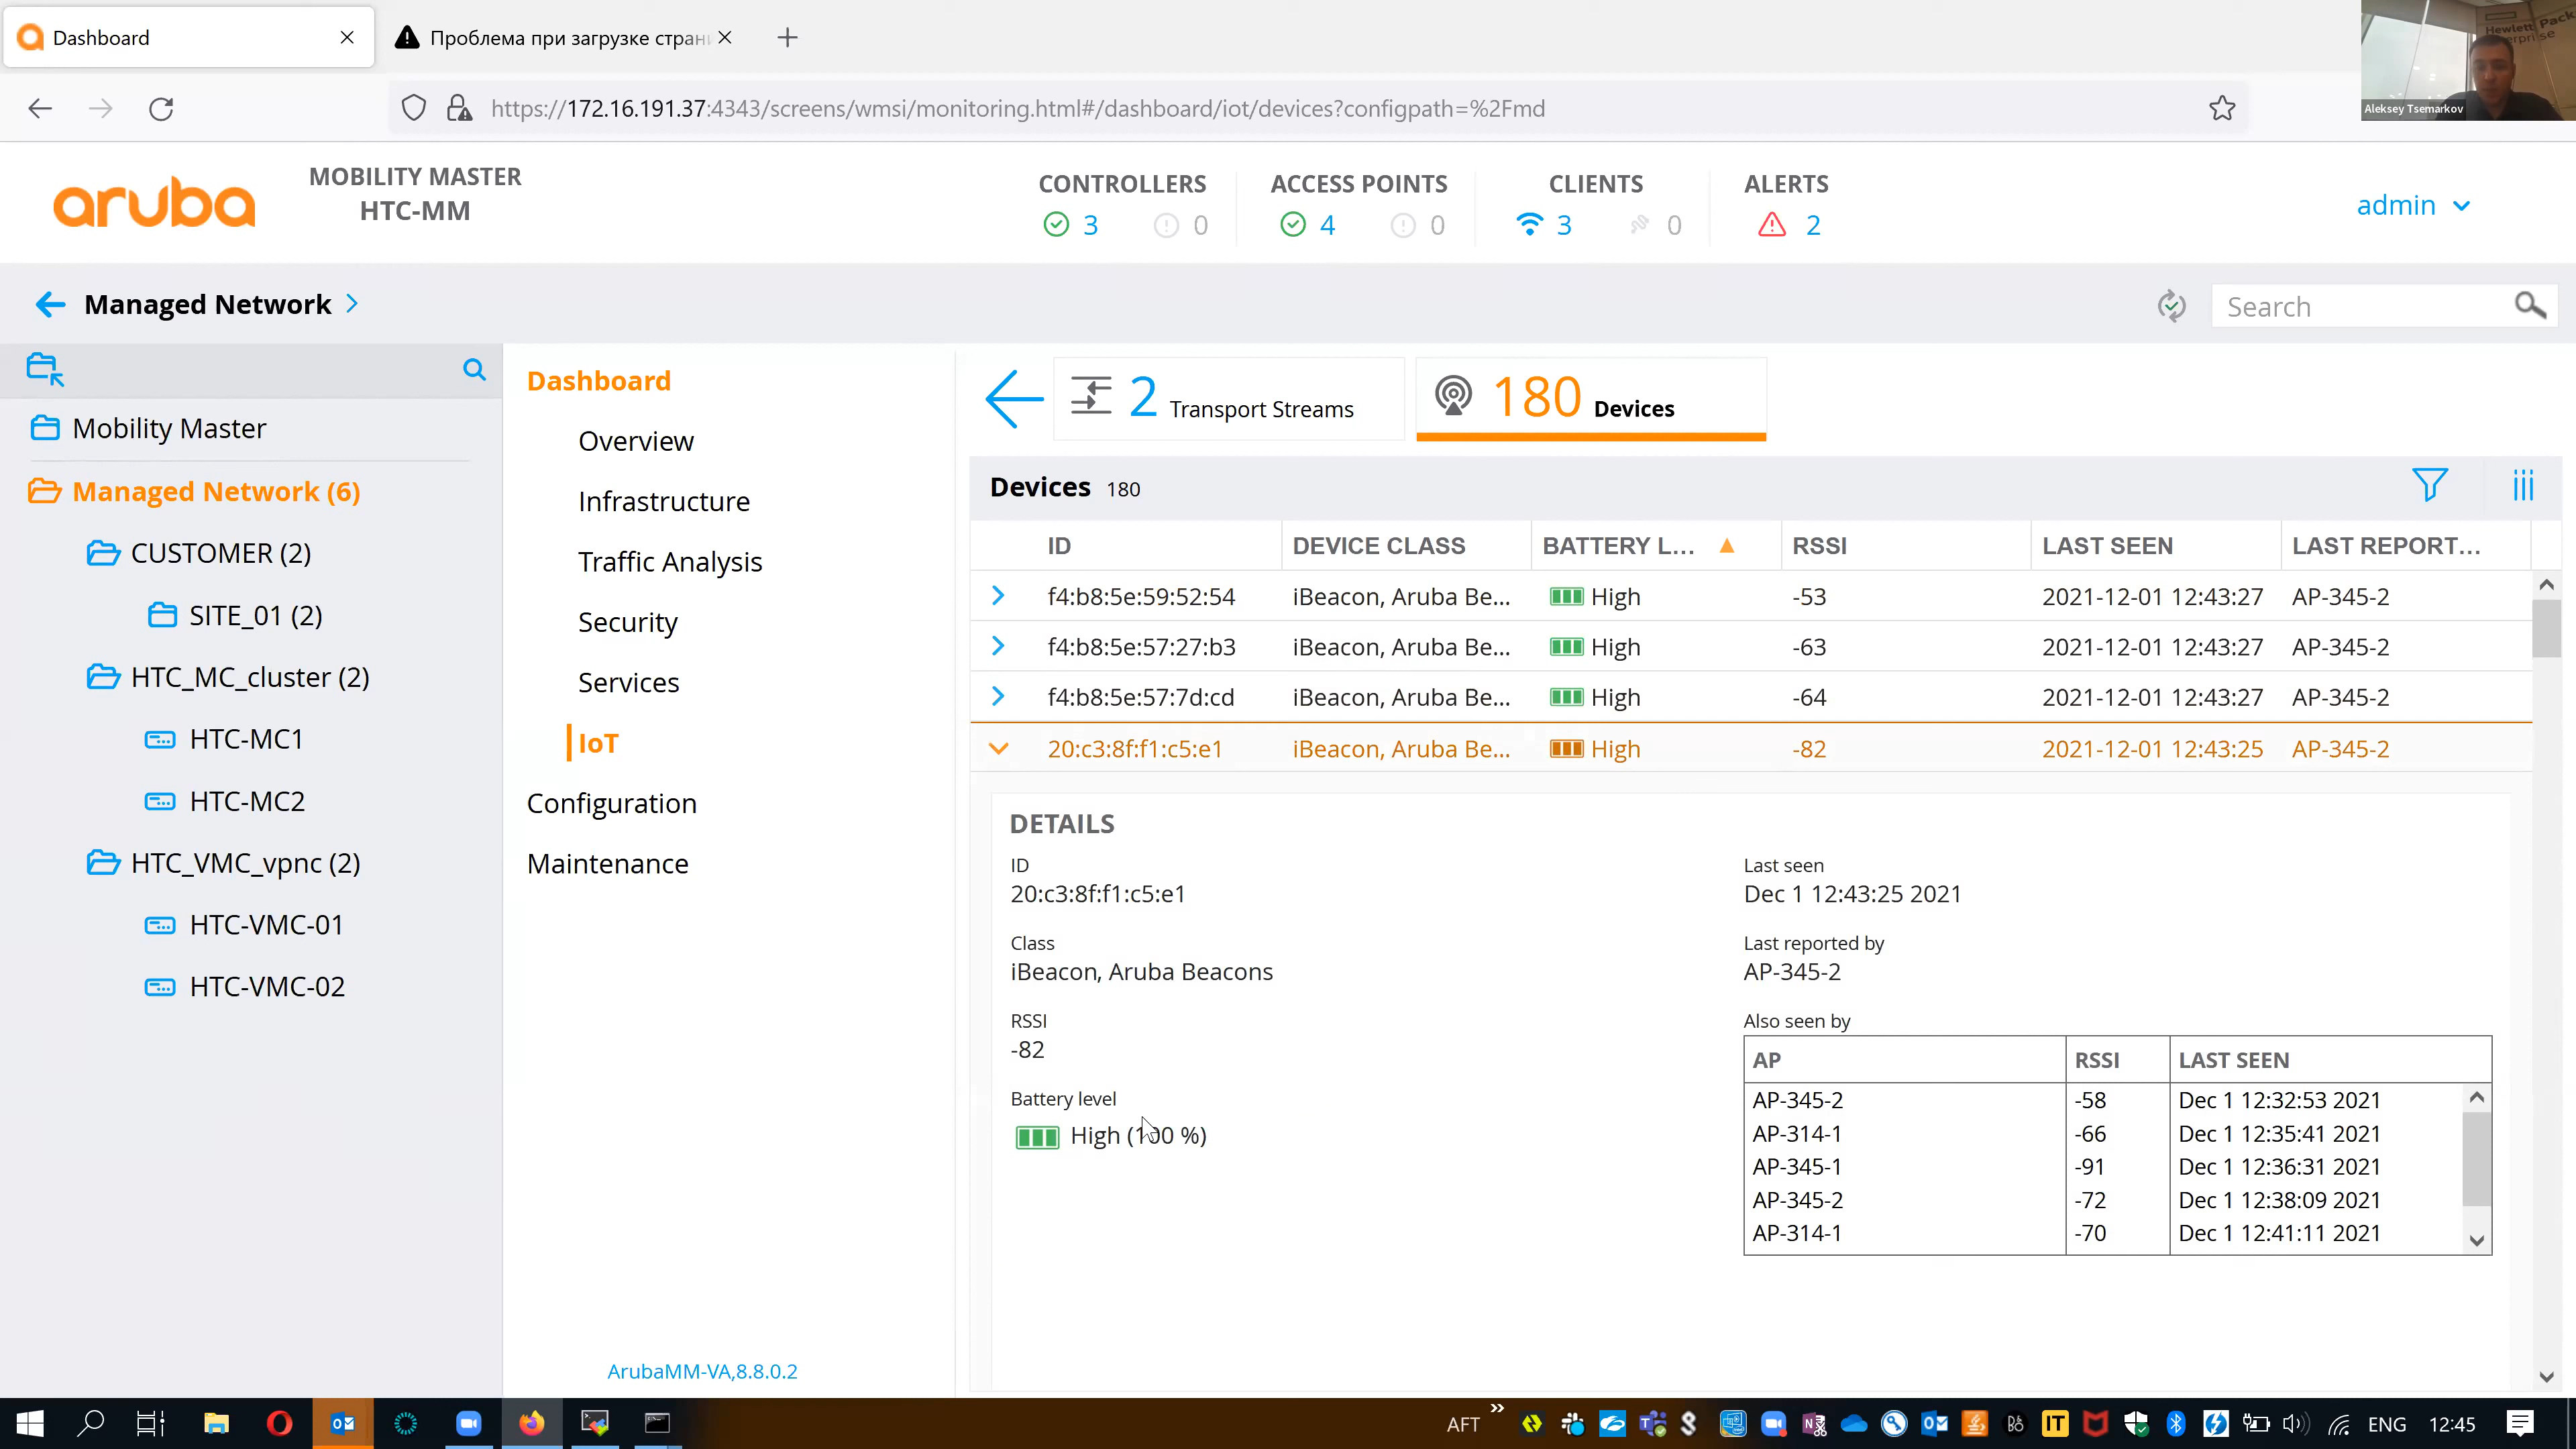 Dashboard
Проблема при загрузке стран
https://172.16.191.37:4343/screens/wmsi/monitoring.html#/dashboard/iot/devices?configpath=%2Fmd
Hewlett Pack
erprise
Aleksey Tsemarkov
aruba
MOBILITY MASTER
HTC-MM
CONTROLLERS
3 0
ACCESS POINTS
4 0
CLIENTS
3 0
ALERTS
2
admin
Managed Network
Search
Mobility Master
Managed Network (6)
CUSTOMER (2)
SITE_01 (2)
HTC_MC_cluster (2)
HTC-MC1
HTC-MC2
HTC_VMC_vpnc (2)
HTC-VMC-01
HTC-VMC-02
Dashboard
Overview
Infrastructure
Traffic Analysis
Security
Services
IoT
Configuration
Maintenance
ArubaMM-VA,8.8.0.2
2 Transport Streams
180 Devices
Devices 180
ID DEVICE CLASS BATTERY L... RSSI LAST SEEN LAST REPORT...
f4:b8:5e:59:52:54 iBeacon, Aruba Be... High -53 2021-12-01 12:43:27 AP-345-2
f4:b8:5e:57:27:b3 iBeacon, Aruba Be... High -63 2021-12-01 12:43:27 AP-345-2
f4:b8:5e:57:7d:cd iBeacon, Aruba Be... High -64 2021-12-01 12:43:27 AP-345-2
20:c3:8f:f1:c5:e1 iBeacon, Aruba Be... High -82 2021-12-01 12:43:25 AP-345-2
DETAILS
ID
20:c3:8f:f1:c5:e1
Class
iBeacon, Aruba Beacons
RSSI
-82
Battery level
High (100 %)
Last seen
Dec 1 12:43:25 2021
Last reported by
AP-345-2
Also seen by
AP RSSI LAST SEEN
AP-345-2 -58 Dec 1 12:32:53 2021
AP-314-1 -66 Dec 1 12:35:41 2021
AP-345-1 -91 Dec 1 12:36:31 2021
AP-345-2 -72 Dec 1 12:38:09 2021
AP-314-1 -70 Dec 1 12:41:11 2021
AFT
IT
ENG
12:45